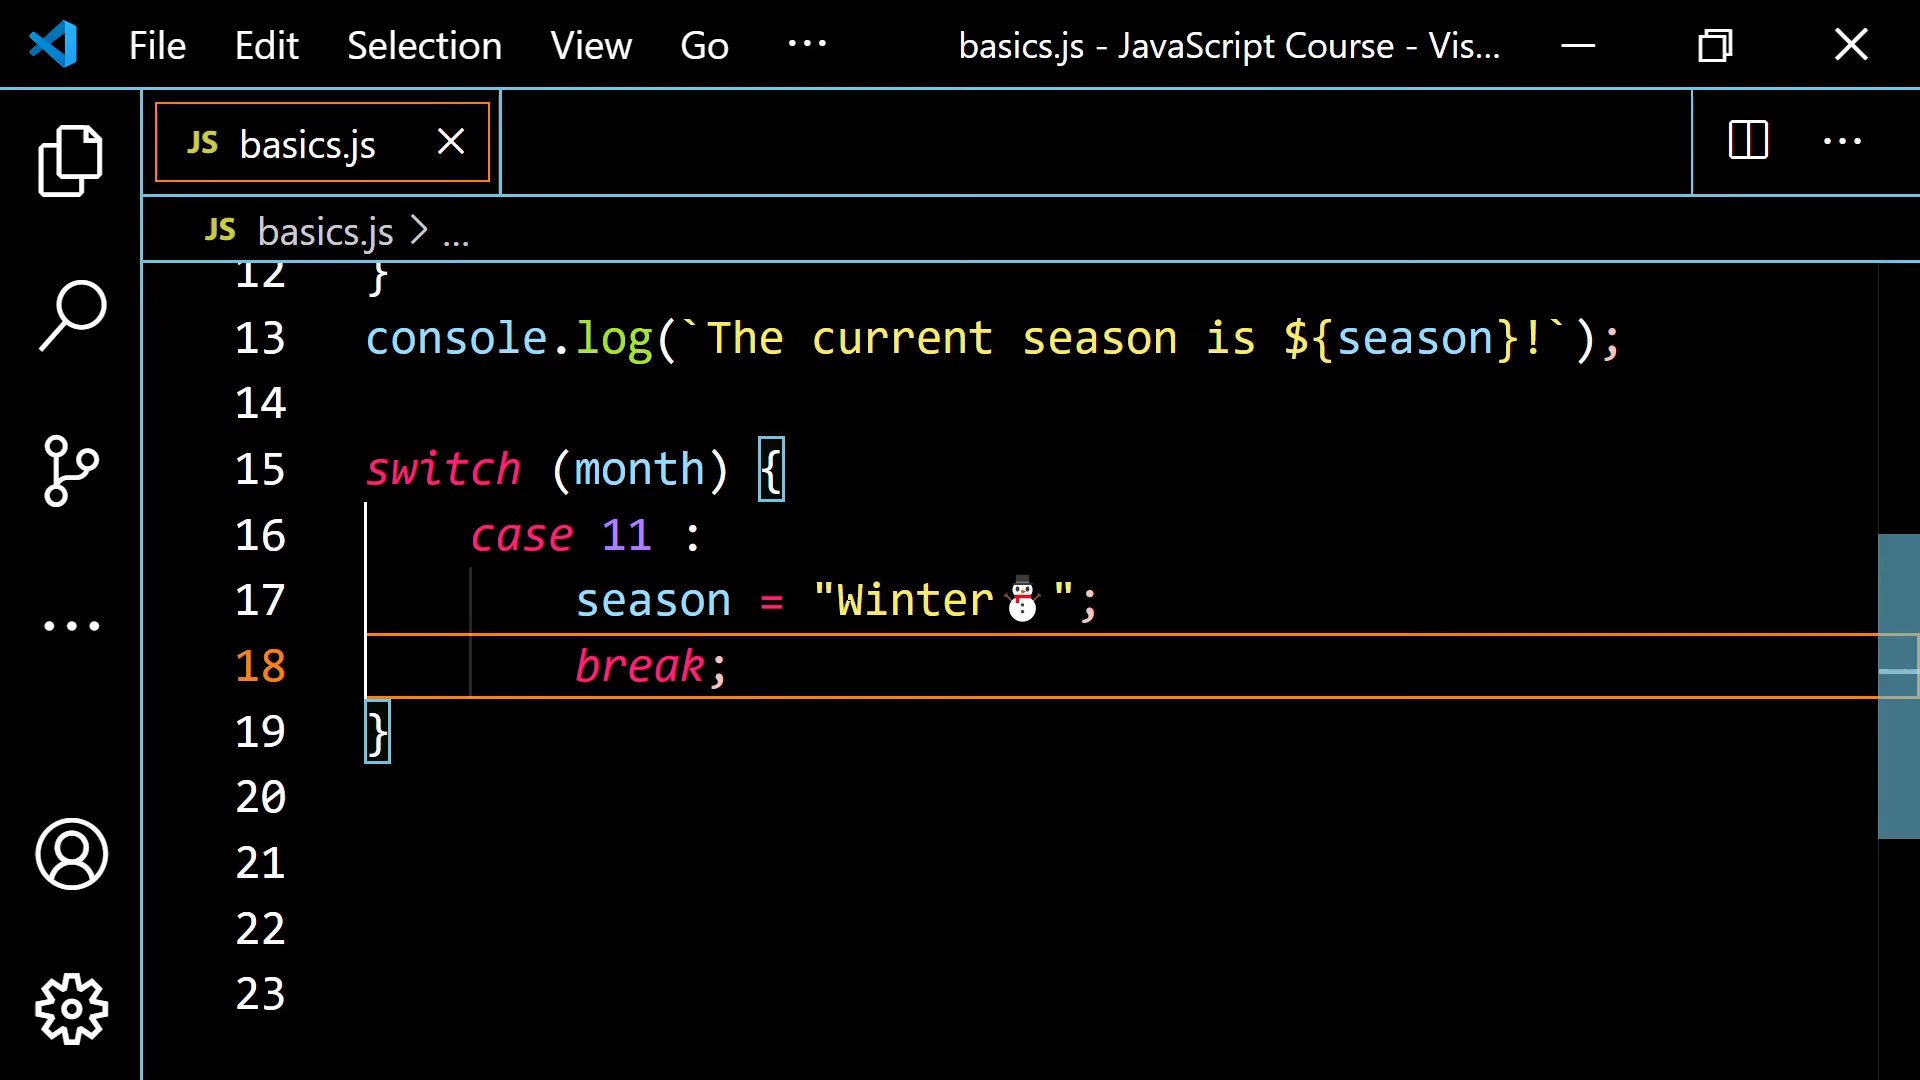 File Edit Selection View Go ··· basics.js - JavaScript Course - Vis...
JS basics.js
JS basics.js > ...
12 }
13 console.log(`The current season is ${season}!`);
14
15 switch (month) {
16 case 11 :
17 season = "Winter⛄";
18 break;
19 }
20
21
22
23